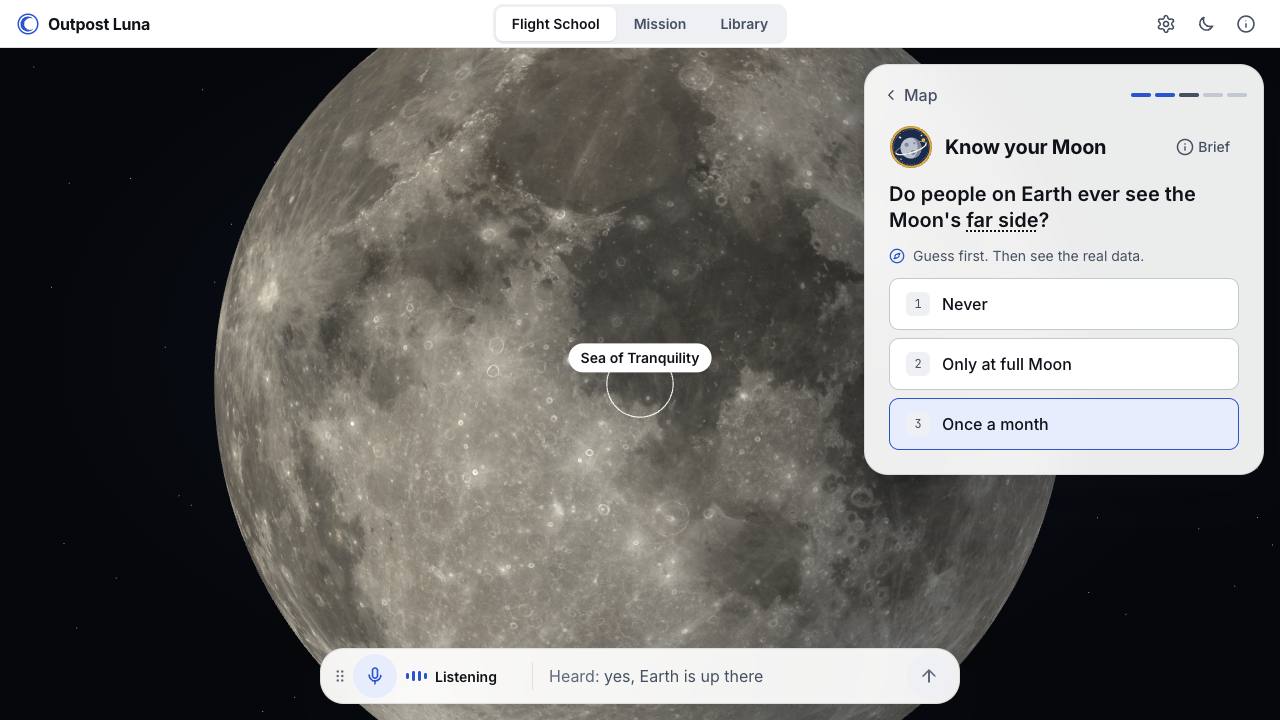 Outpost Luna
Flight School
Mission
Library
Map
Know your Moon
Brief
Do people on Earth ever see the
Moon's far side?
Guess first. Then see the real data.
1 Never
2 Only at full Moon
3 Once a month
Sea of Tranquility
Listening
Heard: yes, Earth is up there